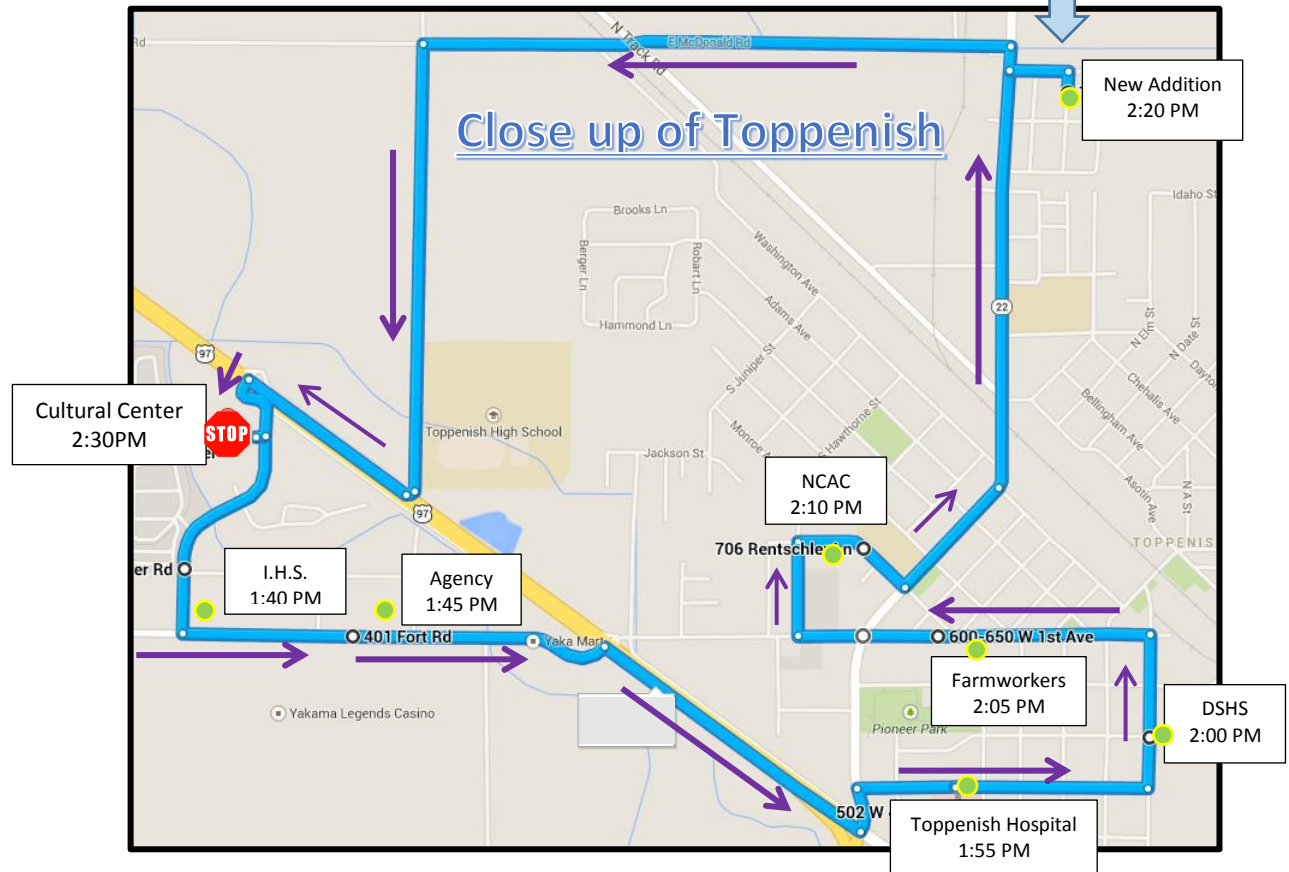 Rd
N Track Rd
E McDonald Rd
New Addition
2:20 PM
Close up of Toppenish
Idaho St
Brooks Ln
Berger Ln
Robart Ln
Washington Ave
Adams Ave
Hammond Ln
22
N Elm St
N Date St
Dayto
Chehalis Ave
Bellingham Ave
S Juniper St
97
Cultural Center
2:30PM
STOP
er
Toppenish High School
S Hawthorne St
Monroe A
Jackson St
NCAC
2:10 PM
Asotin Ave
N A St
97
706 Rentschler Ln
TOPPENIS
er Rd
I.H.S.
1:40 PM
Agency
1:45 PM
401 Fort Rd
Yaka Mart
600-650 W 1st Ave
Farmworkers
2:05 PM
DSHS
2:00 PM
Yakama Legends Casino
Pioneer Park
502 W
Toppenish Hospital
1:55 PM